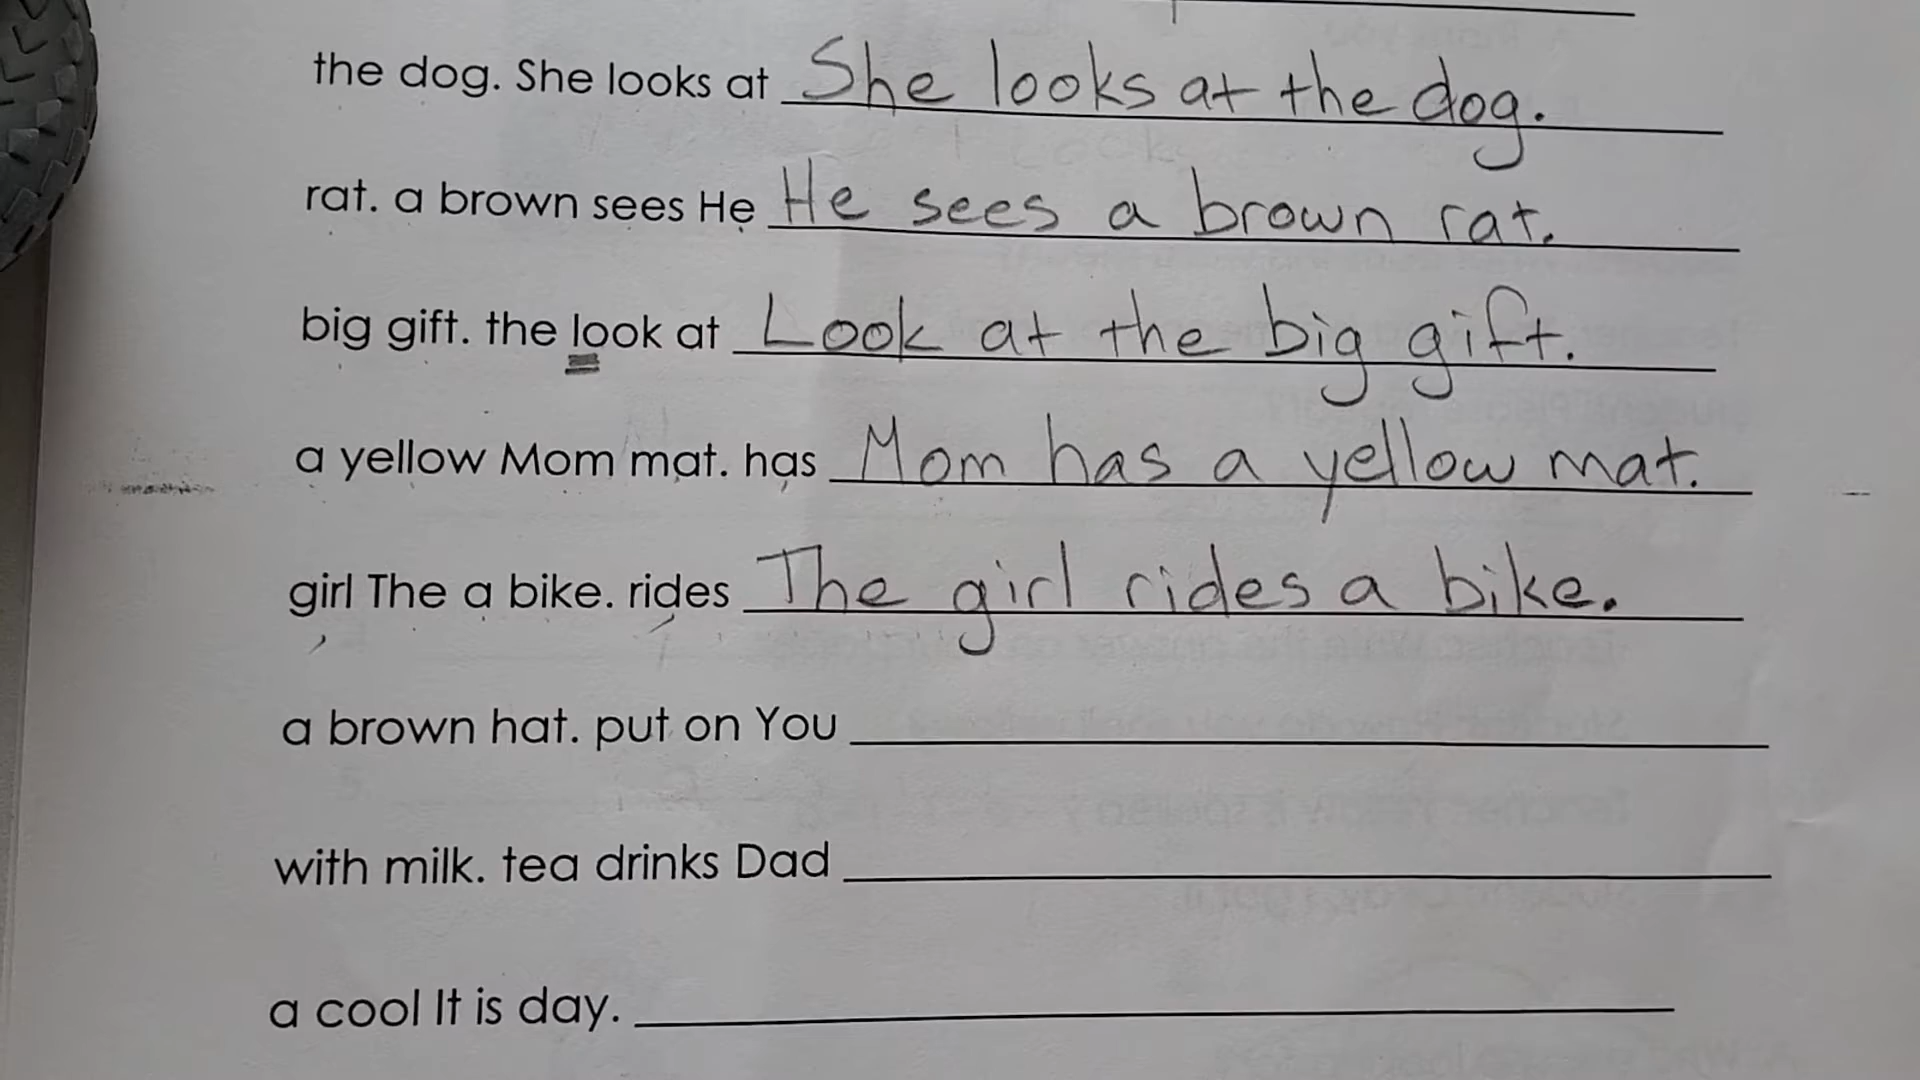 the dog. She looks at She looks at the dog.
rat. a brown sees He He sees a brown rat.
big gift. the look at Look at the big gift.
a yellow Mom mat. has Mom has a yellow mat.
girl The a bike. rides The girl rides a bike.
a brown hat. put on You
with milk. tea drinks Dad
a cool It is day.